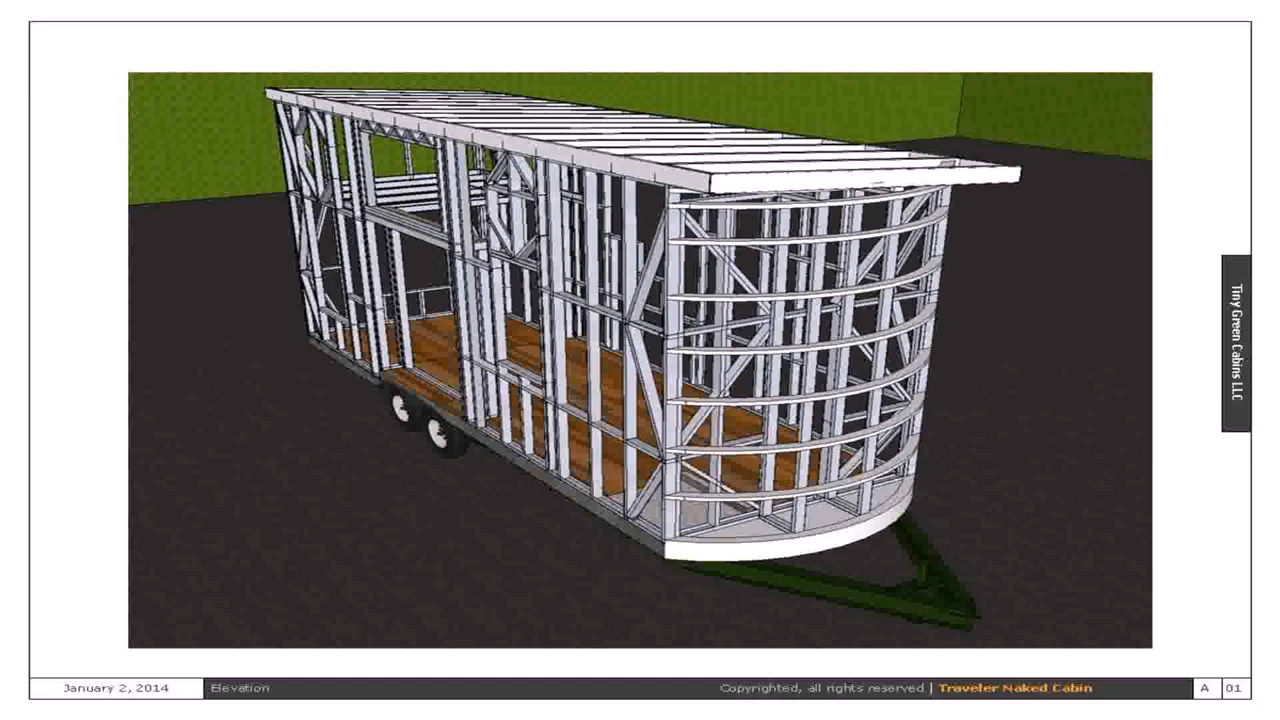 Tiny Green Cabins LLC
January 2, 2014
Elevation
Copyrighted, all rights reserved | Traveler Naked Cabin
A 01